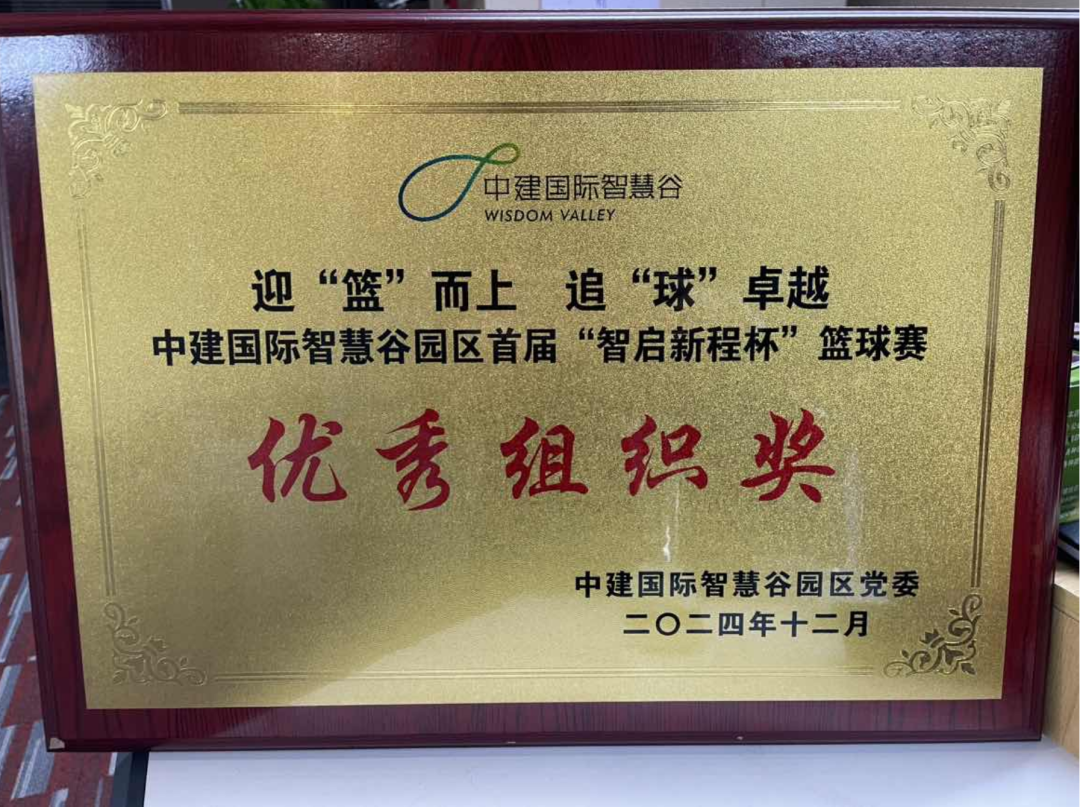 中建国际智慧谷
WISDOM VALLEY
迎“篮”而上 追“球”卓越
中建国际智慧谷园区首届“智启新程杯”篮球赛
优秀组织奖
中建国际智慧谷园区党委
二〇二四年十二月